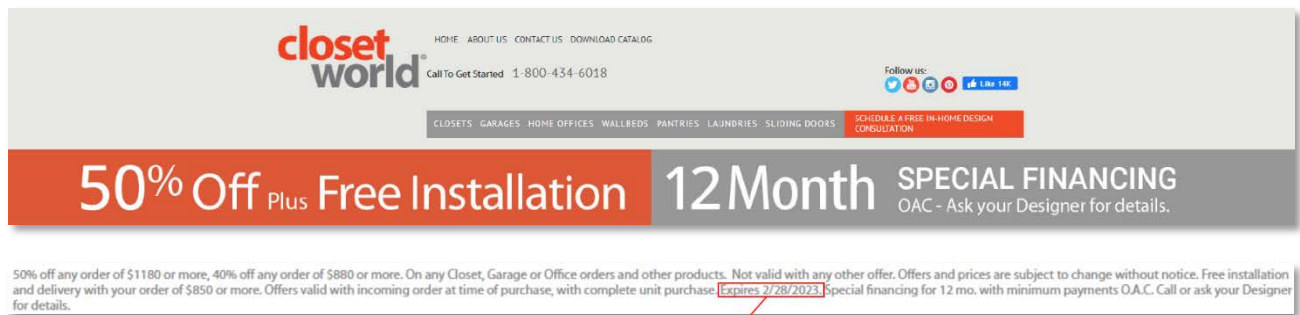 closet
world®
HOME ABOUT US CONTACT US DOWNLOAD CATALOG
Call To Get Started 1-800-434-6018
Follow us:
Like 14K
CLOSETS GARAGES HOME OFFICES WALLBEDS PANTRIES LAUNDRIES SLIDING DOORS
SCHEDULE A FREE IN-HOME DESIGN
CONSULTATION
50% Off Plus Free Installation
12 Month SPECIAL FINANCING
OAC - Ask your Designer for details.
50% off any order of $1180 or more, 40% off any order of $880 or more. On any Closet, Garage or Office orders and other products. Not valid with any other offer. Offers and prices are subject to change without notice. Free installation
and delivery with your order of $850 or more. Offers valid with incoming order at time of purchase, with complete unit purchase. Expires 2/28/2023. Special financing for 12 mo. with minimum payments O.A.C. Call or ask your Designer
for details.